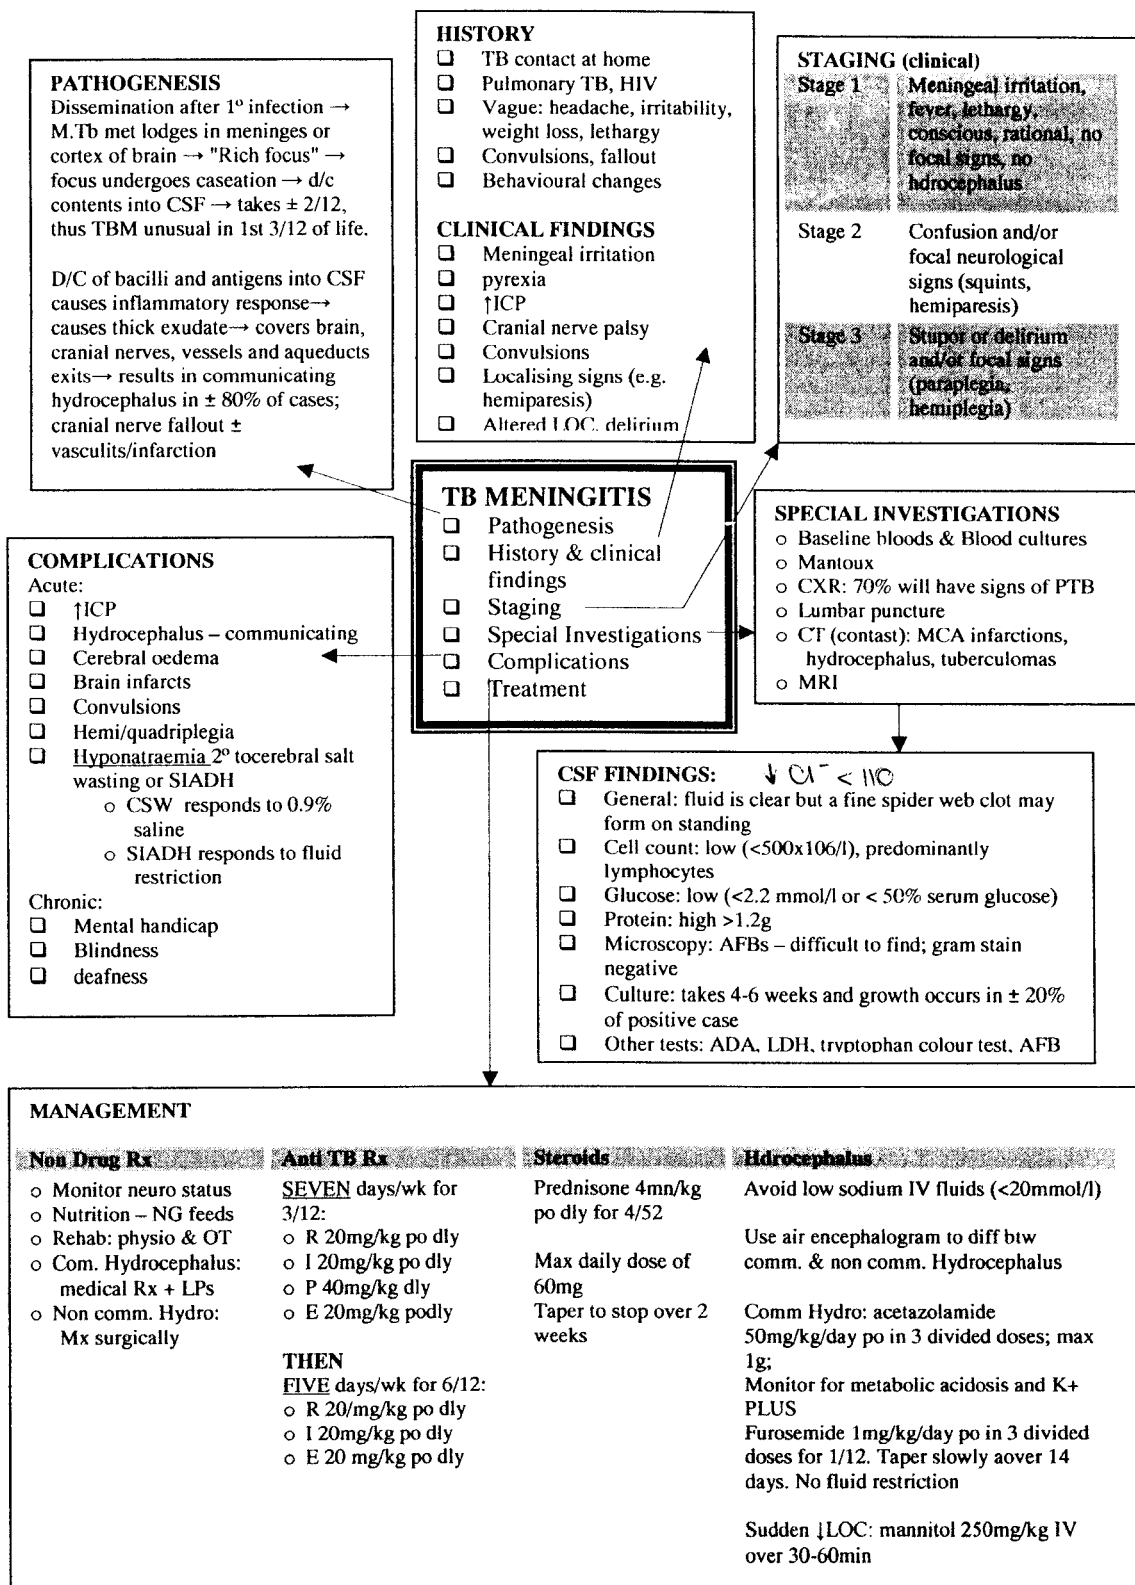 PATHOGENESIS
Dissemination after 1º infection →
M.Tb met lodges in meninges or
cortex of brain → "Rich focus" →
focus undergoes caseation → d/c
contents into CSF → takes ± 2/12,
thus TBM unusual in 1st 3/12 of life.
D/C of bacilli and antigens into CSF
causes inflammatory response→
causes thick exudate→ covers brain,
cranial nerves, vessels and aqueducts
exits→ results in communicating
hydrocephalus in ± 80% of cases;
cranial nerve fallout ±
vasculits/infarction
HISTORY
❑ TB contact at home
❑ Pulmonary TB, HIV
❑ Vague: headache, irritability,
weight loss, lethargy
❑ Convulsions, fallout
❑ Behavioural changes
CLINICAL FINDINGS
❑ Meningeal irritation
❑ pyrexia
❑ ↑ICP
❑ Cranial nerve palsy
❑ Convulsions
❑ Localising signs (e.g.
hemiparesis)
❑ Altered LOC, delirium
STAGING (clinical)
Stage 1 Meningeal irritation,
fever, lethargy,
conscious, rational, no
focal signs, no
hdrocephalus
Stage 2 Confusion and/or
focal neurological
signs (squints,
hemiparesis)
Stage 3 Stupor or delirium
and/or focal signs
(paraplegia,
hemiplegia)
TB MENINGITIS
❑ Pathogenesis
❑ History & clinical
findings
❑ Staging
❑ Special Investigations
❑ Complications
❑ Treatment
SPECIAL INVESTIGATIONS
o Baseline bloods & Blood cultures
o Mantoux
o CXR: 70% will have signs of PTB
o Lumbar puncture
o CT (contast): MCA infarctions,
hydrocephalus, tuberculomas
o MRI
COMPLICATIONS
Acute:
❑ ↑ICP
❑ Hydrocephalus – communicating
❑ Cerebral oedema
❑ Brain infarcts
❑ Convulsions
❑ Hemi/quadriplegia
❑ Hyponatraemia 2º tocerebral salt
wasting or SIADH
o CSW responds to 0.9%
saline
o SIADH responds to fluid
restriction
Chronic:
❑ Mental handicap
❑ Blindness
❑ deafness
CSF FINDINGS: ↓ Cl⁻ < 110
❑ General: fluid is clear but a fine spider web clot may
form on standing
❑ Cell count: low (<500x106/l), predominantly
lymphocytes
❑ Glucose: low (<2.2 mmol/l or < 50% serum glucose)
❑ Protein: high >1.2g
❑ Microscopy: AFBs – difficult to find; gram stain
negative
❑ Culture: takes 4-6 weeks and growth occurs in ± 20%
of positive case
❑ Other tests: ADA, LDH, tryptophan colour test, AFB
MANAGEMENT
Non Drug Rx
o Monitor neuro status
o Nutrition – NG feeds
o Rehab: physio & OT
o Com. Hydrocephalus:
medical Rx + LPs
o Non comm. Hydro:
Mx surgically
Anti TB Rx
SEVEN days/wk for
3/12:
o R 20mg/kg po dly
o I 20mg/kg po dly
o P 40mg/kg dly
o E 20mg/kg podly
THEN
FIVE days/wk for 6/12:
o R 20/mg/kg po dly
o I 20mg/kg po dly
o E 20 mg/kg po dly
Steroids
Prednisone 4mn/kg
po dly for 4/52
Max daily dose of
60mg
Taper to stop over 2
weeks
Hdrocephalus
Avoid low sodium IV fluids (<20mmol/l)
Use air encephalogram to diff btw
comm. & non comm. Hydrocephalus
Comm Hydro: acetazolamide
50mg/kg/day po in 3 divided doses; max
1g;
Monitor for metabolic acidosis and K+
PLUS
Furosemide 1mg/kg/day po in 3 divided
doses for 1/12. Taper slowly aover 14
days. No fluid restriction
Sudden ↓LOC: mannitol 250mg/kg IV
over 30-60min